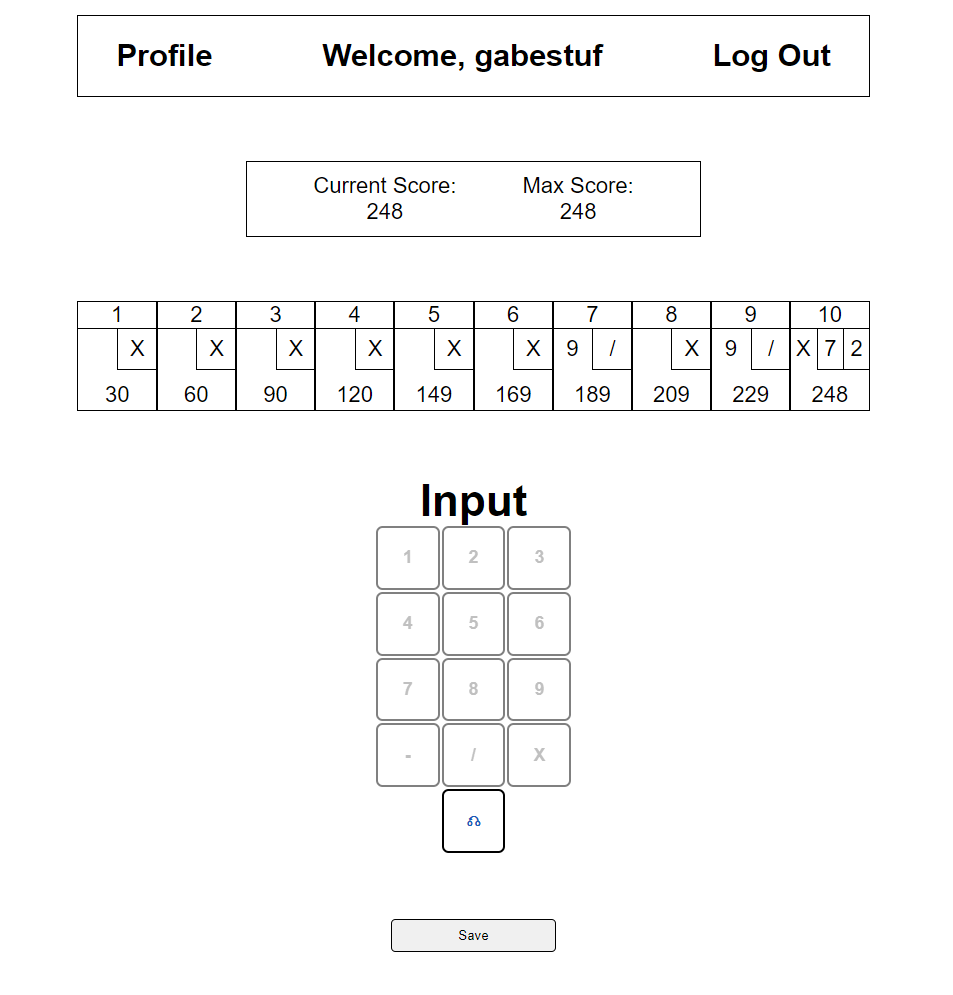 Profile Welcome, gabestuf Log Out
Current Score: Max Score:
248 248
1 2 3 4 5 6 7 8 9 10
X X X X X X 9 / X 9 / X 7 2
30 60 90 120 149 169 189 209 229 248
Input
1 2 3
4 5 6
7 8 9
- / X
☊
Save